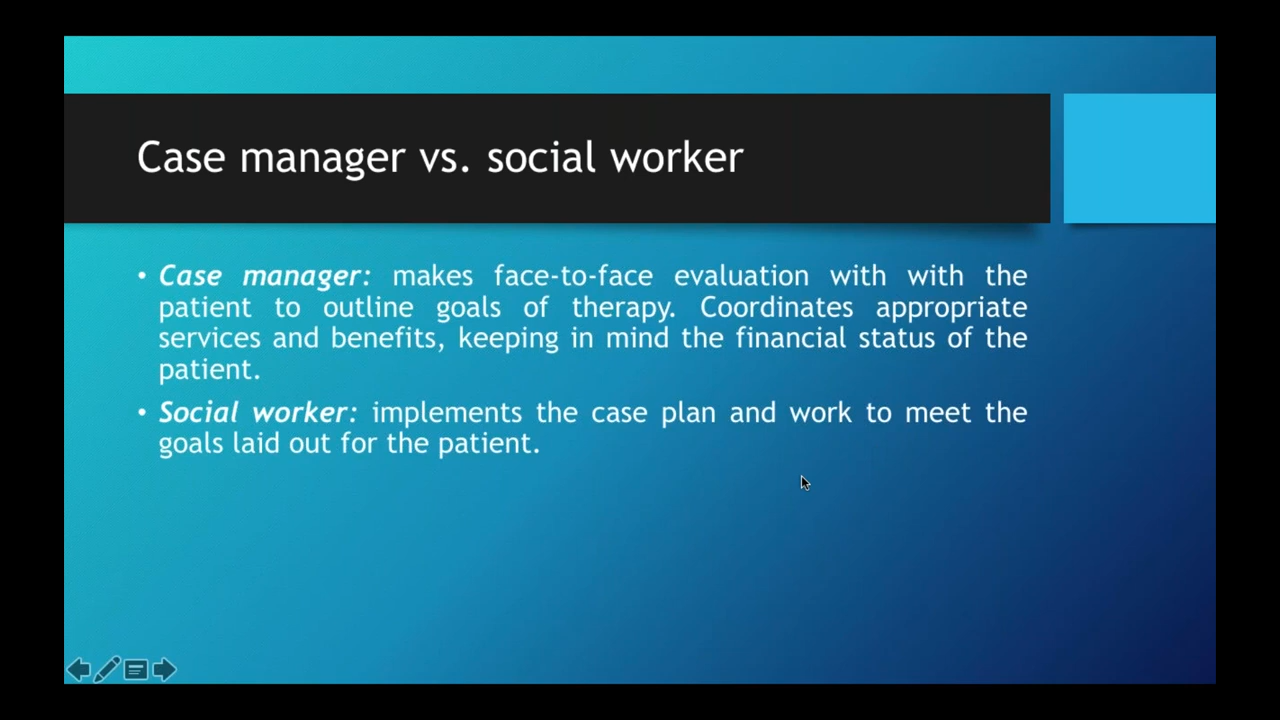 Case manager vs. social worker
• Case manager: makes face-to-face evaluation with with the
patient to outline goals of therapy. Coordinates appropriate
services and benefits, keeping in mind the financial status of the
patient.
• Social worker: implements the case plan and work to meet the
goals laid out for the patient.